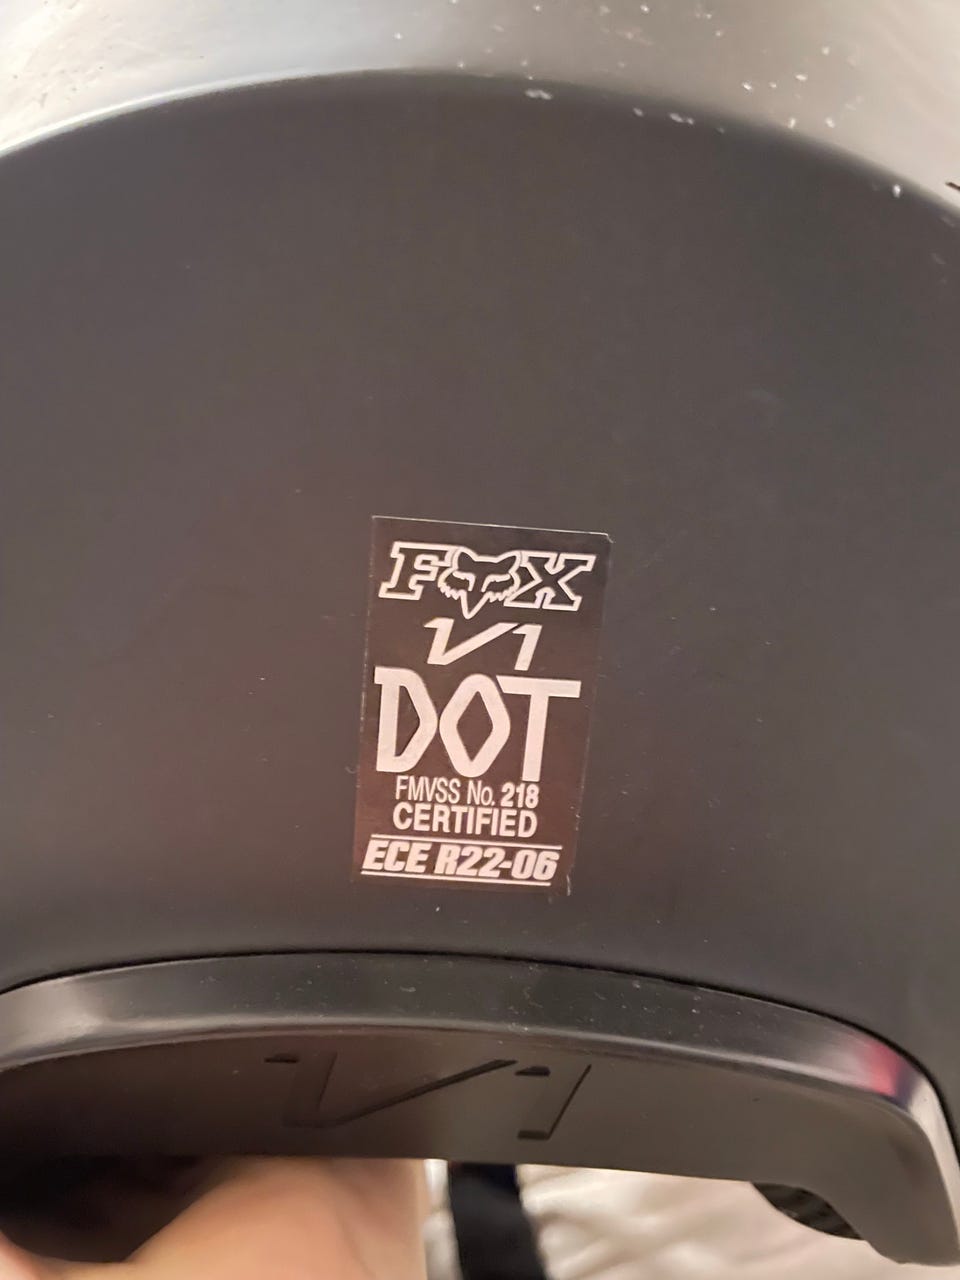 FOX
V1
DOT
FMVSS No. 218
CERTIFIED
ECE R22-06
V1